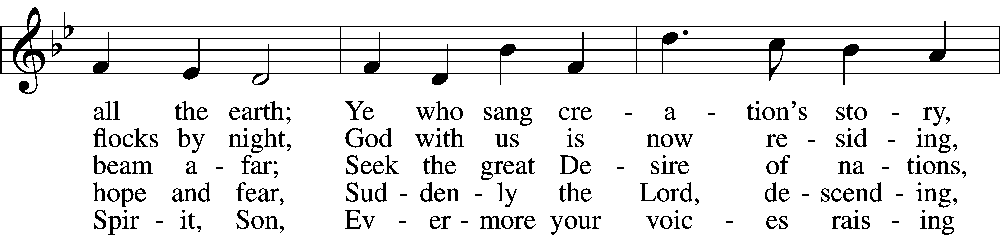 all the earth; Ye who sang cre - a - tion’s sto - ry,
flocks by night, God with us is now re - sid - ing,
beam a - far; Seek the great De - sire of na - tions,
hope and fear, Sud - den - ly the Lord, de - scend - ing,
Spir - it, Son, Ev - er - more your voic - es rais - ing